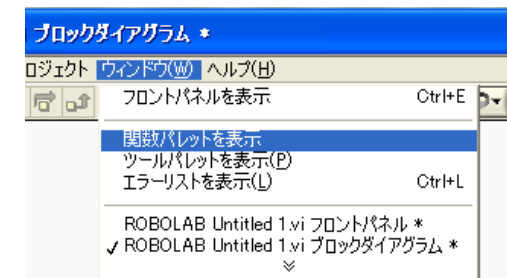 ブロックダイアグラム *
ロジェクト ウィンドウ(W) ヘルプ(H)
フロントパネルを表示 Ctrl+E
関数パレットを表示
ツールパレットを表示(P)
エラーリストを表示(L) Ctrl+L
ROBOLAB Untitled 1.vi フロントパネル *
✓ ROBOLAB Untitled 1.vi ブロックダイアグラム *